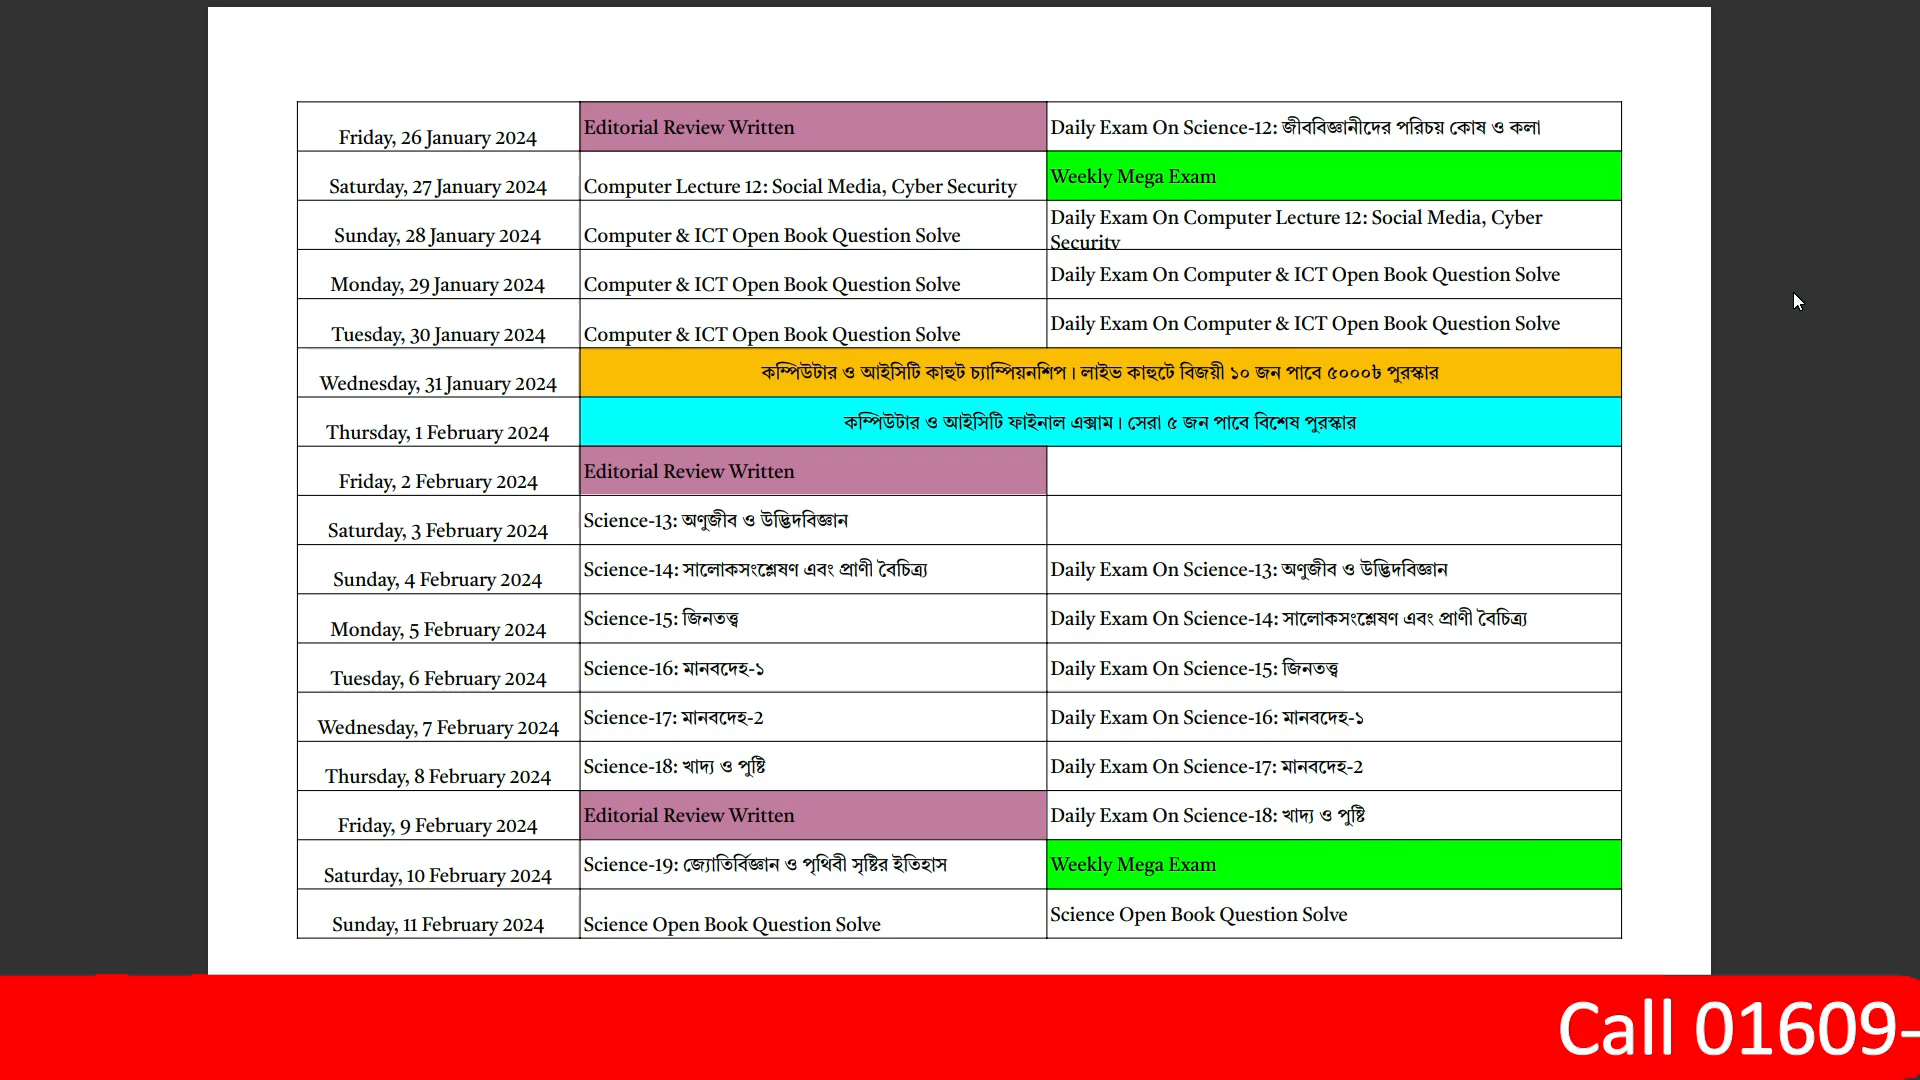 Friday, 26 January 2024 Editorial Review Written Daily Exam On Science-12: জীববিজ্ঞানীদের পরিচয় কোষ ও কলা
Saturday, 27 January 2024 Computer Lecture 12: Social Media, Cyber Security Weekly Mega Exam
Sunday, 28 January 2024 Computer & ICT Open Book Question Solve Daily Exam On Computer Lecture 12: Social Media, Cyber
Security
Monday, 29 January 2024 Computer & ICT Open Book Question Solve Daily Exam On Computer & ICT Open Book Question Solve
Tuesday, 30 January 2024 Computer & ICT Open Book Question Solve Daily Exam On Computer & ICT Open Book Question Solve
Wednesday, 31 January 2024 কম্পিউটার ও আইসিটি কাহুট চ্যাম্পিয়নশিপ। লাইভ কাহুটে বিজয়ী ১০ জন পাবে ৫০০০৳ পুরস্কার
Thursday, 1 February 2024 কম্পিউটার ও আইসিটি ফাইনাল এক্সাম। সেরা ৫ জন পাবে বিশেষ পুরস্কার
Friday, 2 February 2024 Editorial Review Written
Saturday, 3 February 2024 Science-13: অণুজীব ও উদ্ভিদবিজ্ঞান
Sunday, 4 February 2024 Science-14: সালোকসংশ্লেষণ এবং প্রাণী বৈচিত্র্য Daily Exam On Science-13: অণুজীব ও উদ্ভিদবিজ্ঞান
Monday, 5 February 2024 Science-15: জিনতত্ত্ব Daily Exam On Science-14: সালোকসংশ্লেষণ এবং প্রাণী বৈচিত্র্য
Tuesday, 6 February 2024 Science-16: মানবদেহ-১ Daily Exam On Science-15: জিনতত্ত্ব
Wednesday, 7 February 2024 Science-17: মানবদেহ-2 Daily Exam On Science-16: মানবদেহ-১
Thursday, 8 February 2024 Science-18: খাদ্য ও পুষ্টি Daily Exam On Science-17: মানবদেহ-2
Friday, 9 February 2024 Editorial Review Written Daily Exam On Science-18: খাদ্য ও পুষ্টি
Saturday, 10 February 2024 Science-19: জ্যোতির্বিজ্ঞান ও পৃথিবী সৃষ্টির ইতিহাস Weekly Mega Exam
Sunday, 11 February 2024 Science Open Book Question Solve Science Open Book Question Solve
Call 01609-